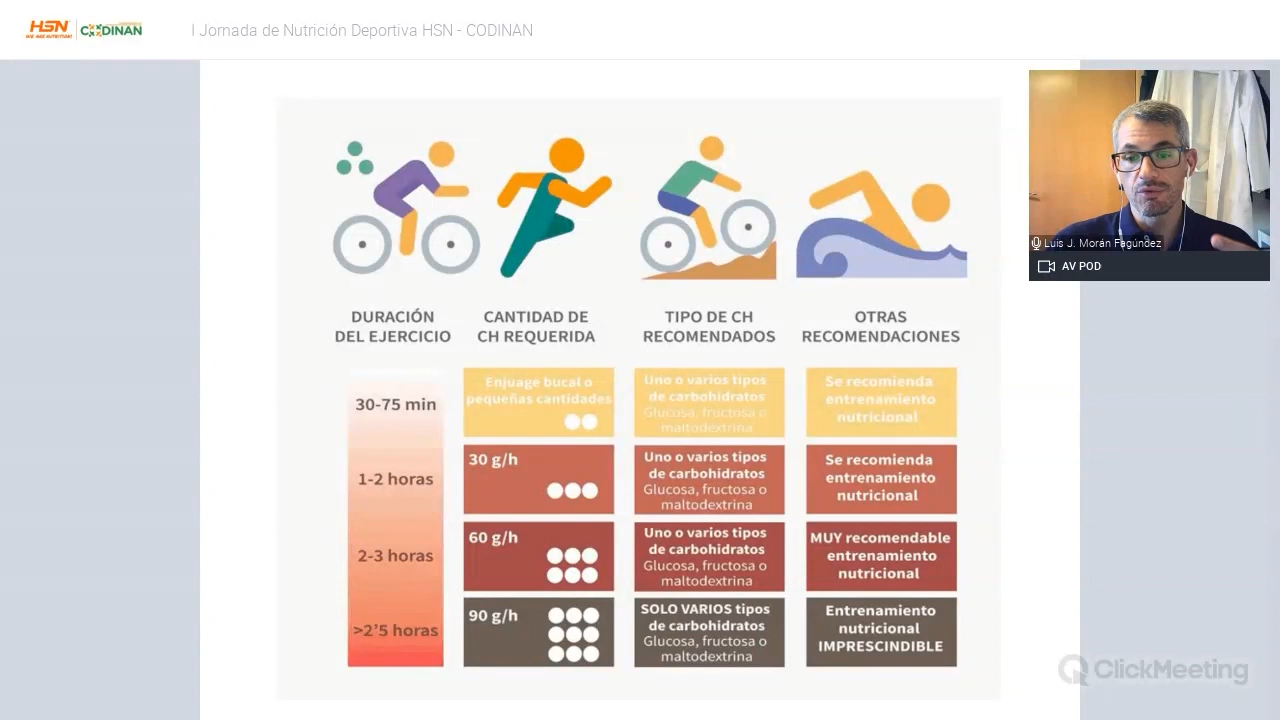 HSN
CODINAN
I Jornada de Nutrición Deportiva HSN - CODINAN
Luis J. Morán Fagúndez
AV POD
DURACIÓN
DEL EJERCICIO
CANTIDAD DE
CH REQUERIDA
TIPO DE CH
RECOMENDADOS
OTRAS
RECOMENDACIONES
30-75 min
Enjuage bucal o
pequeñas cantidades
Uno o varios tipos
de carbohidratos
Glucosa, fructosa o
maltodextrina
Se recomienda
entrenamiento
nutricional
1-2 horas
30 g/h
Uno o varios tipos
de carbohidratos
Glucosa, fructosa o
maltodextrina
Se recomienda
entrenamiento
nutricional
2-3 horas
60 g/h
Uno o varios tipos
de carbohidratos
Glucosa, fructosa o
maltodextrina
MUY recomendable
entrenamiento
nutricional
>2'5 horas
90 g/h
SOLO VARIOS tipos
de carbohidratos
Glucosa, fructosa o
maltodextrina
Entrenamiento
nutricional
IMPRESCINDIBLE
ClickMeeting